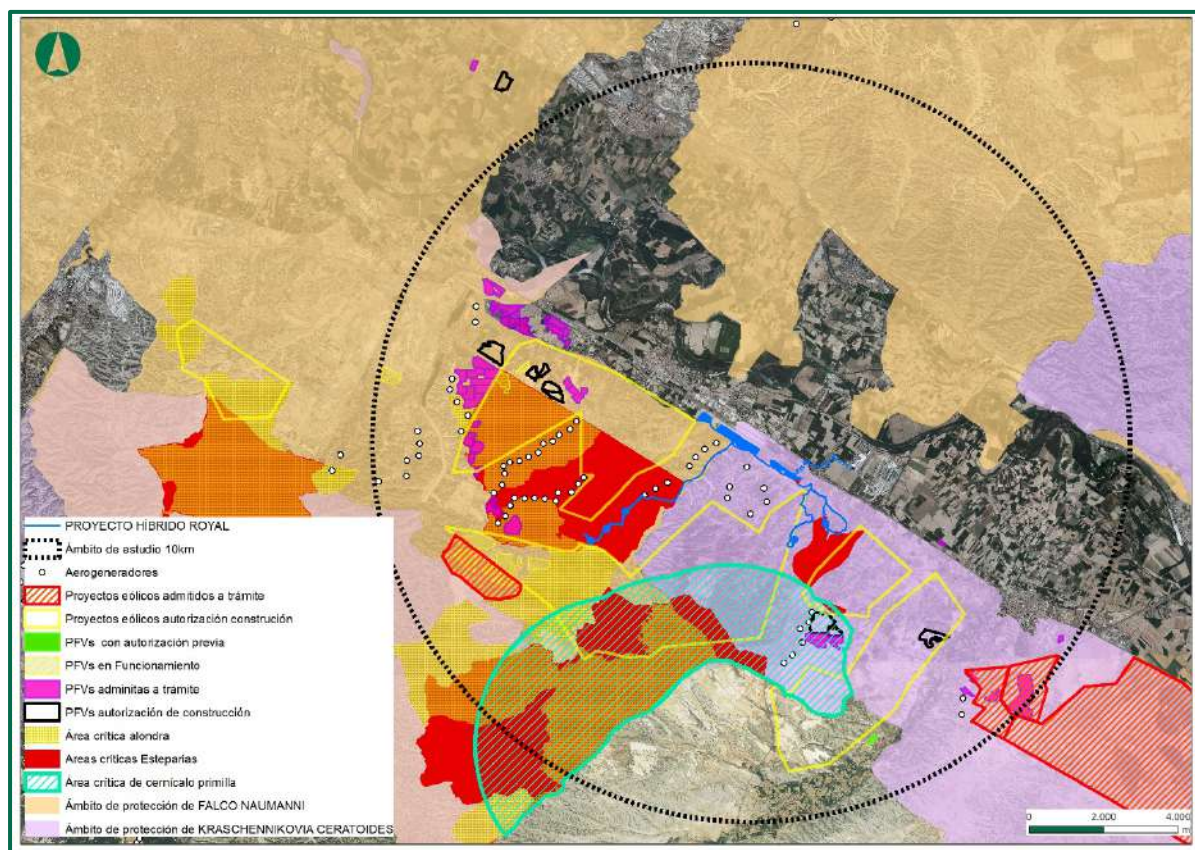 PROYECTO HÍBRIDO ROYAL
Ámbito de estudio 10km
Aerogeneradores
Proyectos eólicos admitidos a trámite
Proyectos eólicos autorización construción
PFVs con autorización previa
PFVs en Funcionamiento
PFVs adminitas a trámite
PFVs autorización de construcción
Área crítica alondra
Areas críticas Esteparias
Área crítica de cernícalo primilla
Ámbito de protección de FALCO NAUMANNI
Ámbito de protección de KRASCHENNIKOVIA CERATOIDES
0 2.000 4.000
m